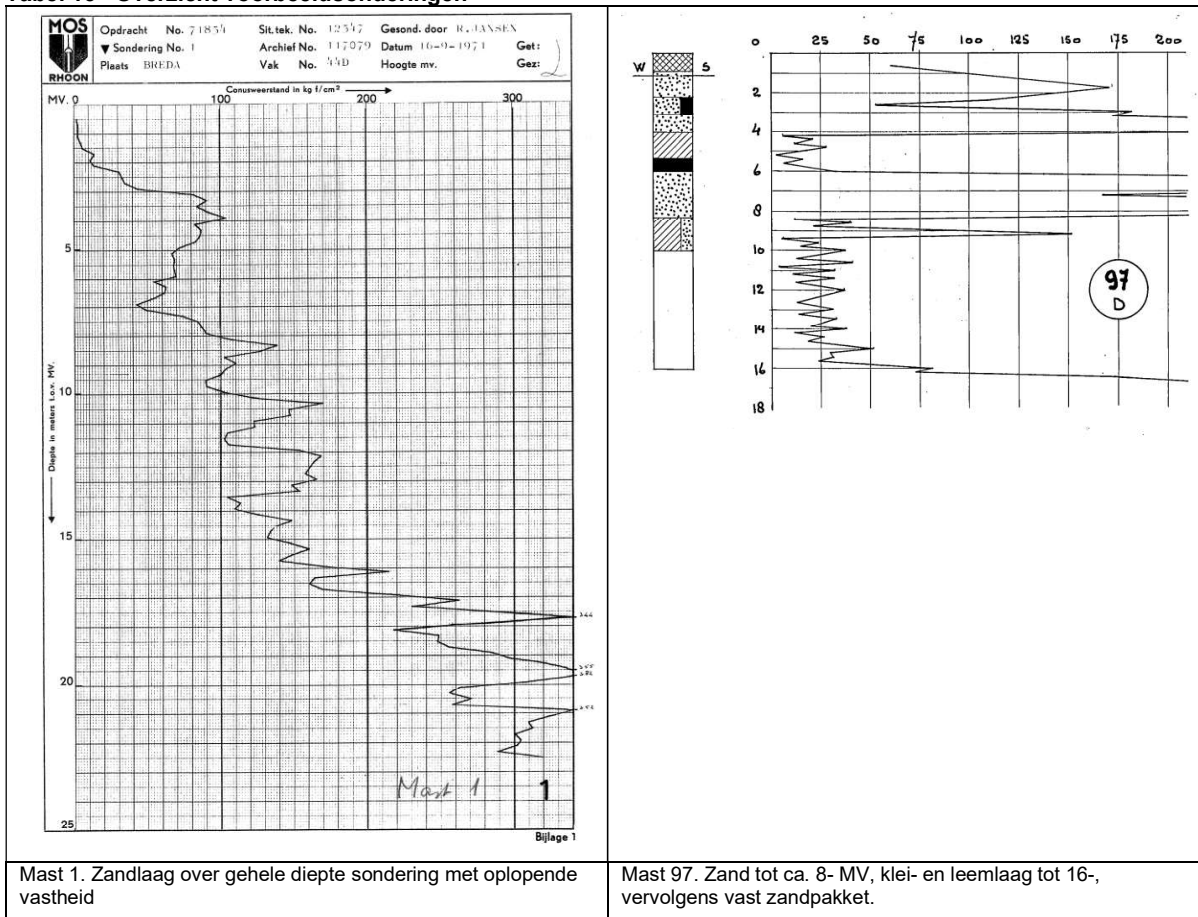 Tabel 10 Overzicht voorbeeldsonderingen
MOS
RHOON
Opdracht No. 71854
Sit.tek. No. 12547
Gesond. door R.JANSEN
▼ Sondering No. 1
Archief No. 117079
Datum 16-9-1971
Get:
Plaats BREDA
Vak No. 44D
Hoogte mv.
Gez:
Conusweerstand in kg f/cm²
MV. 0 100 200 300
5
10
Diepte in meters t.o.v. MV.
15
20
25
Mast 1
1
Bijlage 1
W S
0 25 50 75 100 125 150 175 200
2
4
6
8
10
12
14
16
18
97
D
Mast 1. Zandlaag over gehele diepte sondering met oplopende
vastheid
Mast 97. Zand tot ca. 8- MV, klei- en leemlaag tot 16-,
vervolgens vast zandpakket.